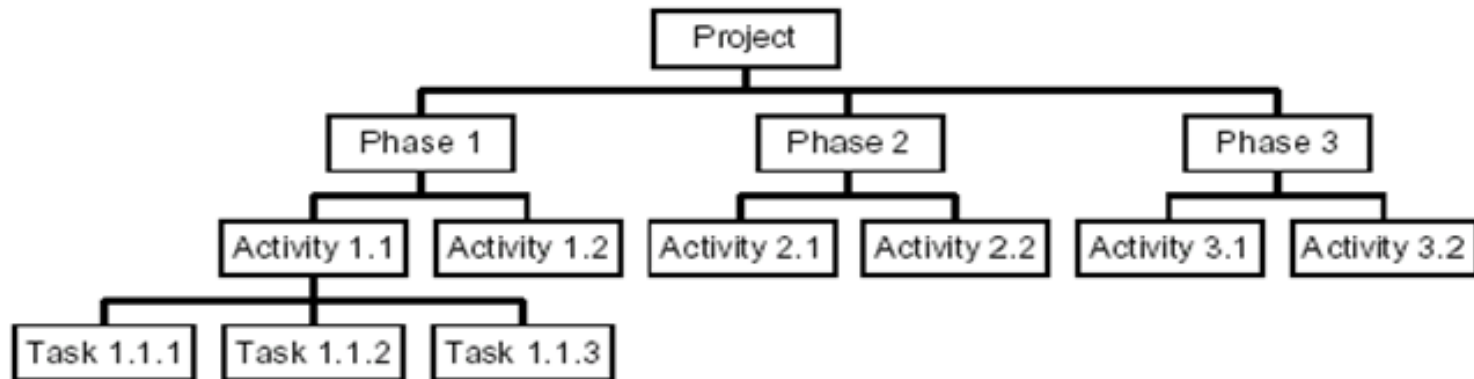 Project
Phase 1
Phase 2
Phase 3
Activity 1.1
Activity 1.2
Activity 2.1
Activity 2.2
Activity 3.1
Activity 3.2
Task 1.1.1
Task 1.1.2
Task 1.1.3